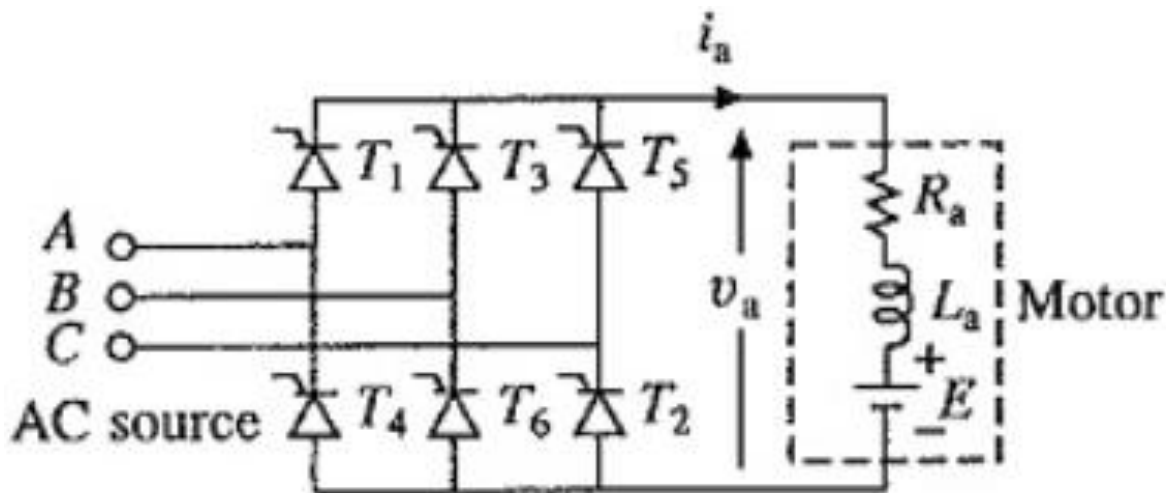 i_a
T_1 T_3 T_5
A
B
C
R_a
v_a
L_a Motor
+
E
−
AC source T_4 T_6 T_2